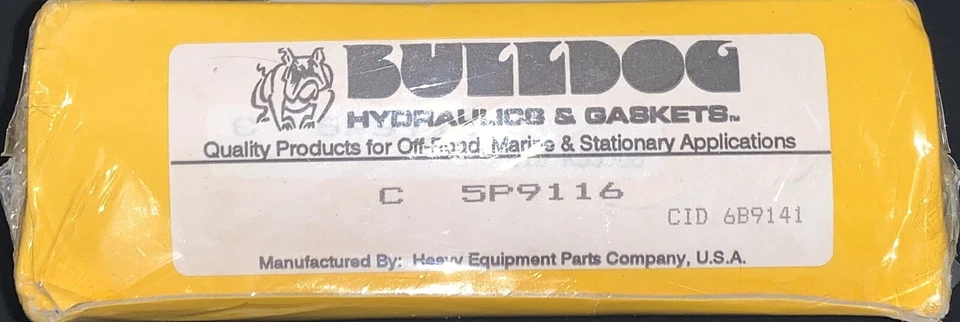 BULLDOG
HYDRAULICS & GASKETS™
Quality Products for Off-Road, Marine & Stationary Applications
C 5P9116
CID 6B9141
Manufactured By: Heavy Equipment Parts Company, U.S.A.